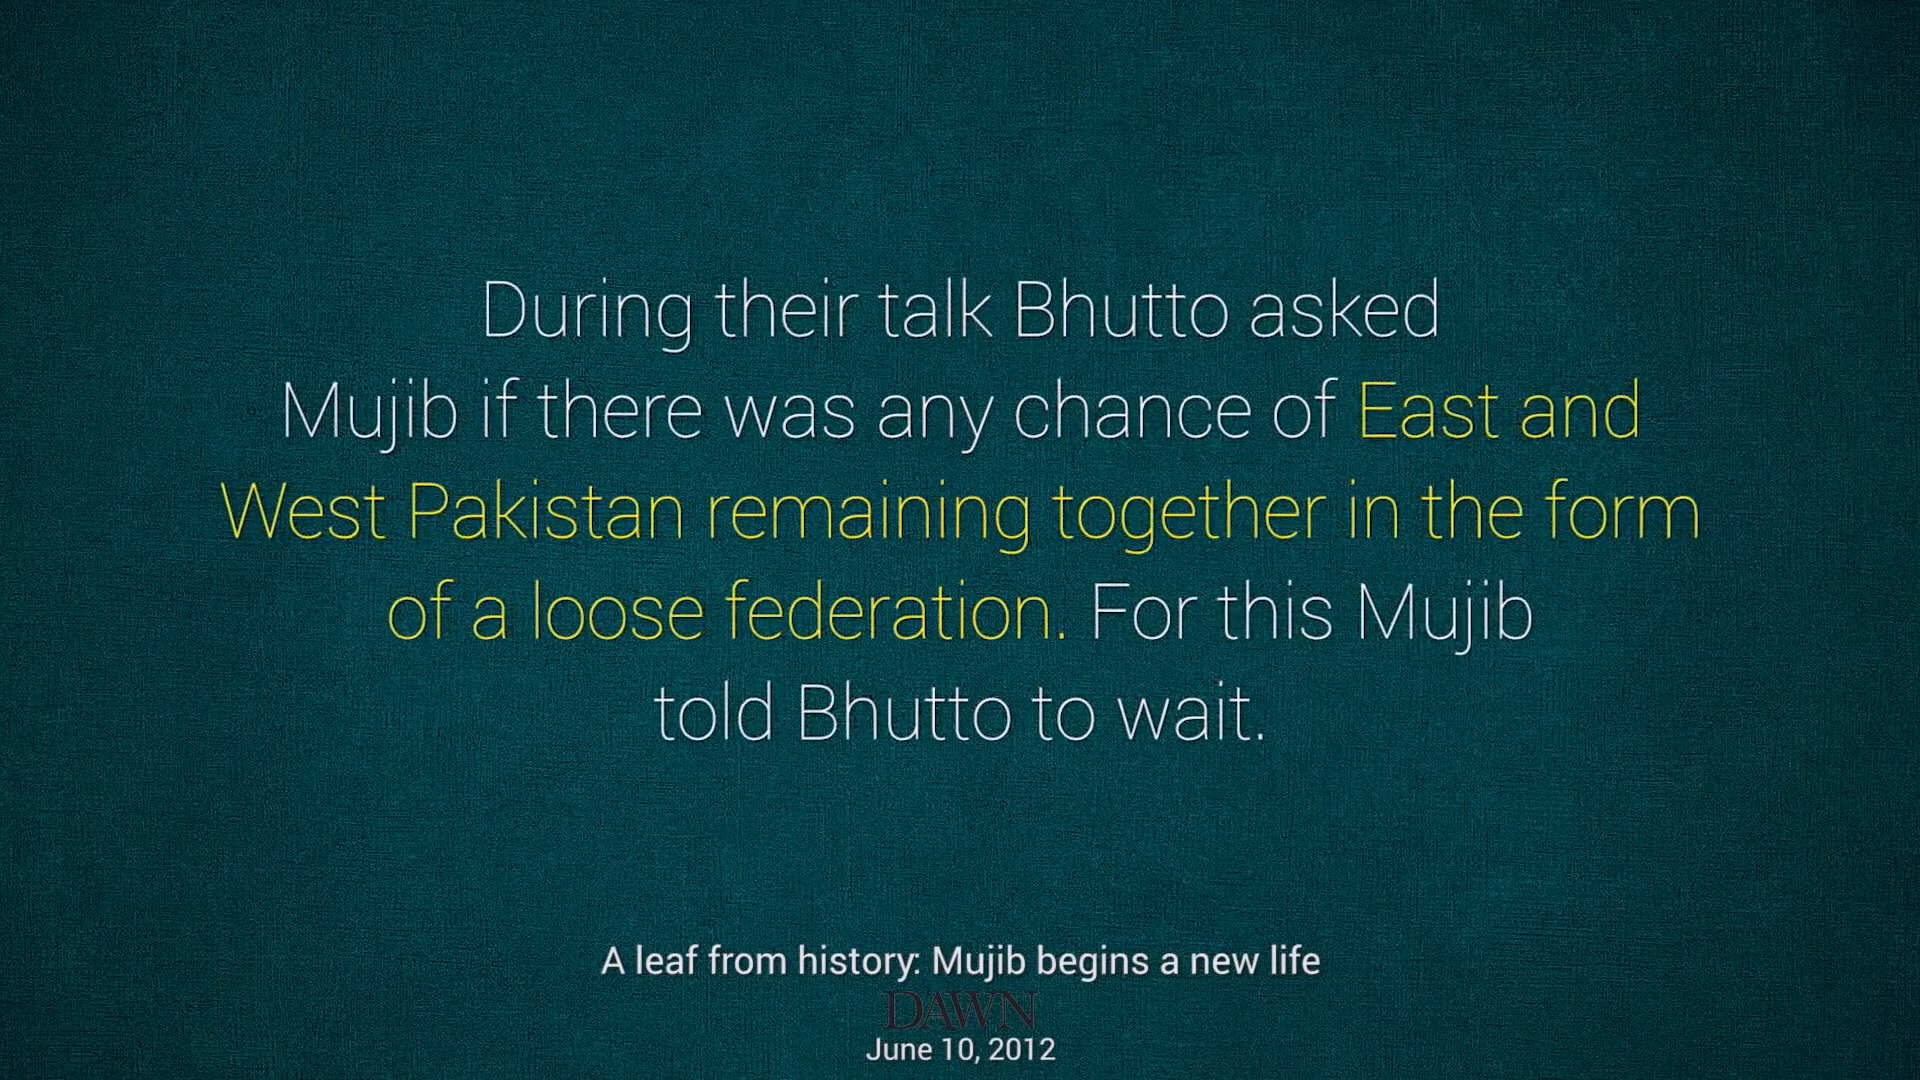 During their talk Bhutto asked
Mujib if there was any chance of East and
West Pakistan remaining together in the form
of a loose federation. For this Mujib
told Bhutto to wait.
A leaf from history: Mujib begins a new life
DAWN
June 10, 2012